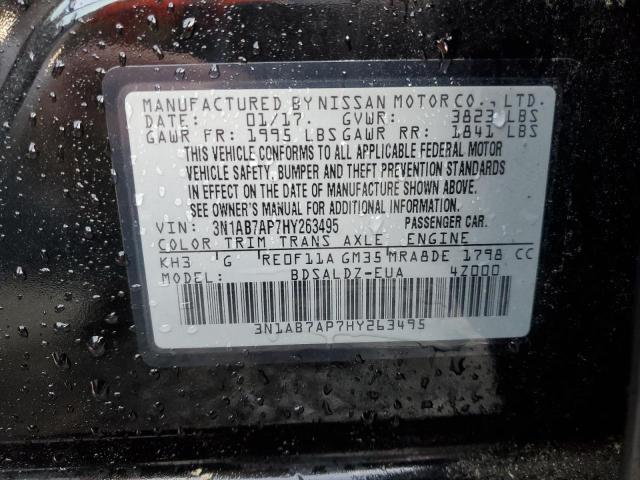 MANUFACTURED BY NISSAN MOTOR CO., LTD.
DATE: 01/17. GVWR: 3823 LBS
GAWR FR: 1995 LBS GAWR RR: 1841 LBS
THIS VEHICLE CONFORMS TO ALL APPLICABLE FEDERAL MOTOR
VEHICLE SAFETY, BUMPER AND THEFT PREVENTION STANDARDS
IN EFFECT ON THE DATE OF MANUFACTURE SHOWN ABOVE.
SEE OWNER'S MANUAL FOR ADDITIONAL INFORMATION.
VIN: 3N1AB7AP7HY263495 PASSENGER CAR.
COLOR TRIM TRANS AXLE ENGINE
KH3 G RE0F11A GM35 MRA8DE 1798 CC
MODEL: BDSALDZ-EUA 47000
3N1AB7AP7HY263495